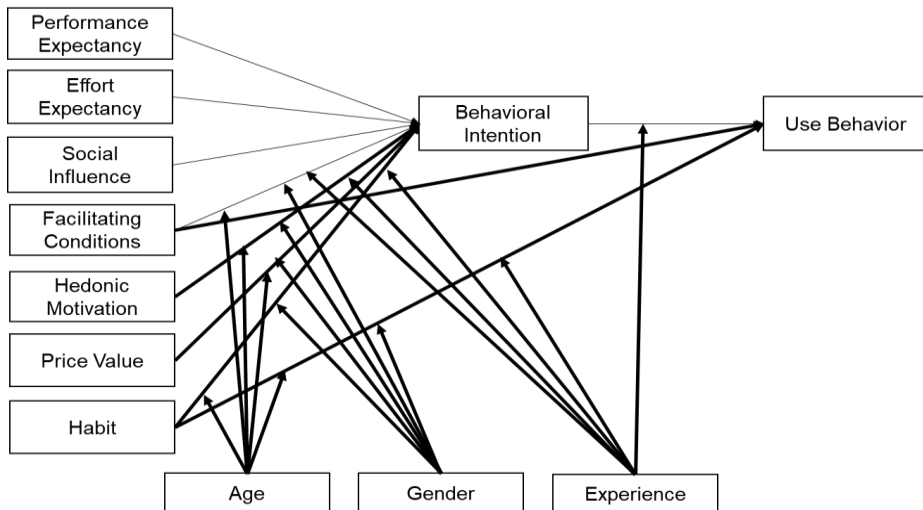 Performance
Expectancy
Effort
Expectancy
Social
Influence
Facilitating
Conditions
Hedonic
Motivation
Price Value
Habit
Behavioral
Intention
Use Behavior
Age
Gender
Experience